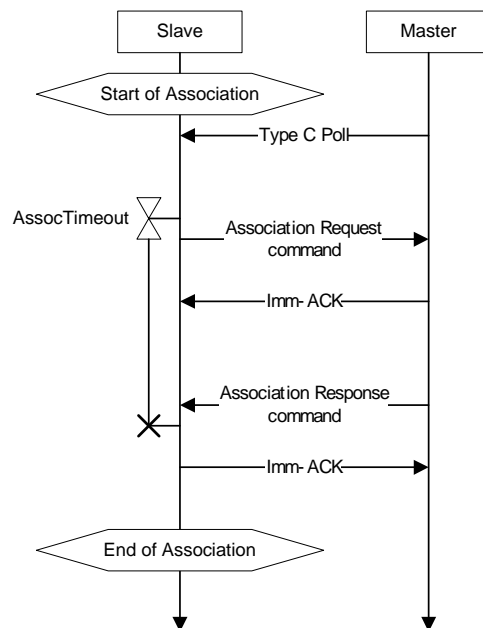 Slave
Master
Start of Association
Type C Poll
AssocTimeout
Association Request
command
Imm- ACK
Association Response
command
Imm- ACK
End of Association